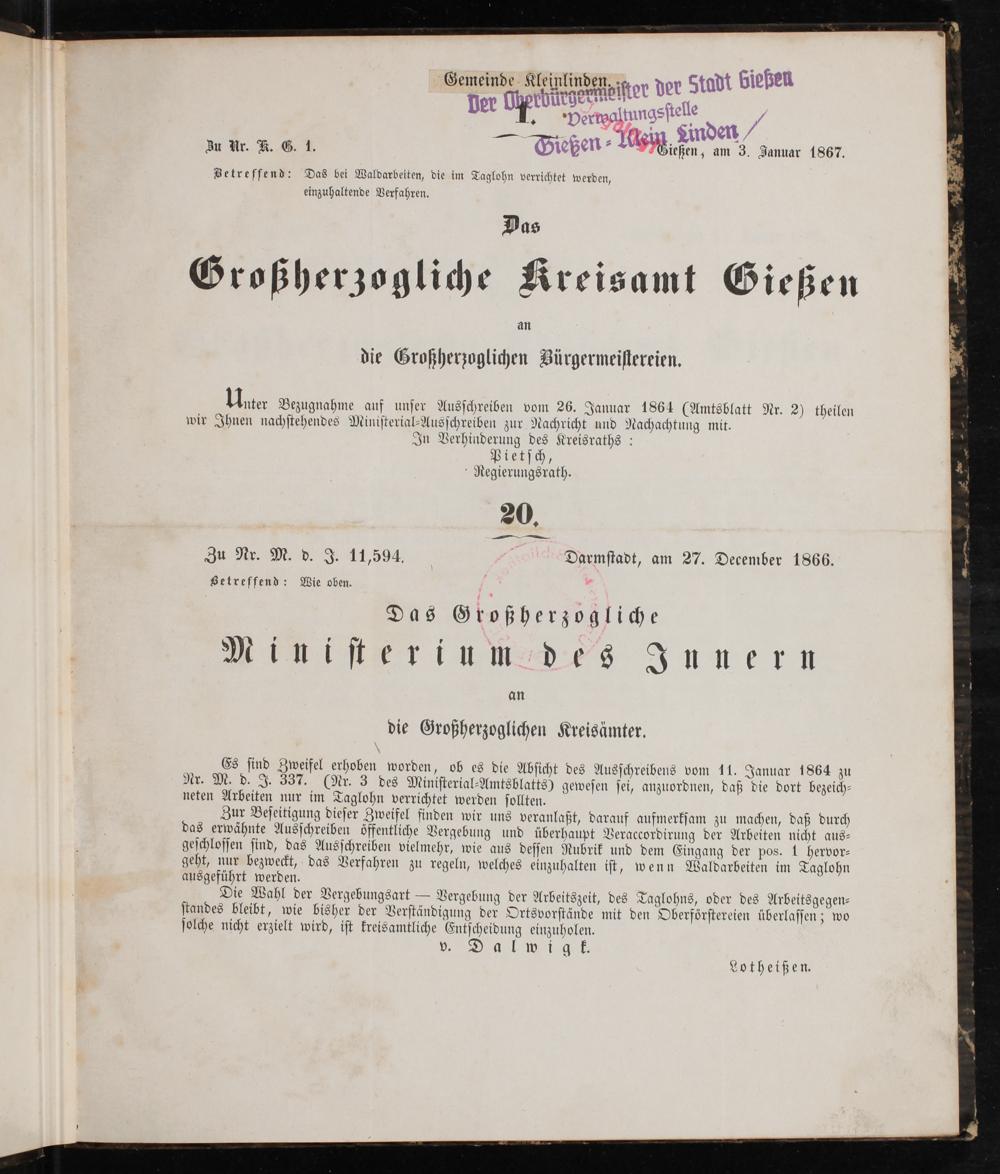 Gemeinde Kleinlinden.
Der Oberbürgermeister der Stadt Gießen
1.
Verwaltungsstelle
Gießen-Klein Linden
Zu Nr. K. G. 1.
Gießen, am 3. Januar 1867.
Betreffend: Das bei Waldarbeiten, die im Taglohn verrichtet werden,
einzuhaltende Verfahren.
Das
Großherzogliche Kreisamt Gießen
an
die Großherzoglichen Bürgermeistereien.
Unter Bezugnahme auf unser Ausschreiben vom 26. Januar 1864 (Amtsblatt Nr. 2) theilen
wir Ihnen nachstehendes Ministerial-Ausschreiben zur Nachricht und Nachachtung mit.
In Verhinderung des Kreisraths:
Pietsch,
Regierungsrath.
20.
Zu Nr. M. d. J. 11,594.
Darmstadt, am 27. December 1866.
Betreffend: Wie oben.
Das Großherzogliche
Ministerium des Innern
an
die Großherzoglichen Kreisämter.
Es sind Zweifel erhoben worden, ob es die Absicht des Ausschreibens vom 11. Januar 1864 zu
Nr. M. d. J. 337. (Nr. 3 des Ministerial-Amtsblatts) gewesen sei, anzuordnen, daß die dort bezeich-
neten Arbeiten nur im Taglohn verrichtet werden sollten.
Zur Beseitigung dieser Zweifel finden wir uns veranlaßt, darauf aufmerksam zu machen, daß durch
das erwähnte Ausschreiben öffentliche Vergebung und überhaupt Veraccordirung der Arbeiten nicht aus-
geschlossen sind, das Ausschreiben vielmehr, wie aus dessen Rubrik und dem Eingang der pos. 1 hervor-
geht, nur bezweckt, das Verfahren zu regeln, welches einzuhalten ist, wenn Waldarbeiten im Taglohn
ausgeführt werden.
Die Wahl der Vergebungsart — Vergebung der Arbeitszeit, des Taglohns, oder des Arbeitsgegen-
standes bleibt, wie bisher der Verständigung der Ortsvorstände mit den Oberförstereien überlassen; wo
solche nicht erzielt wird, ist kreisamtliche Entscheidung einzuholen.
v. Dalwigk.
Lotheißen.